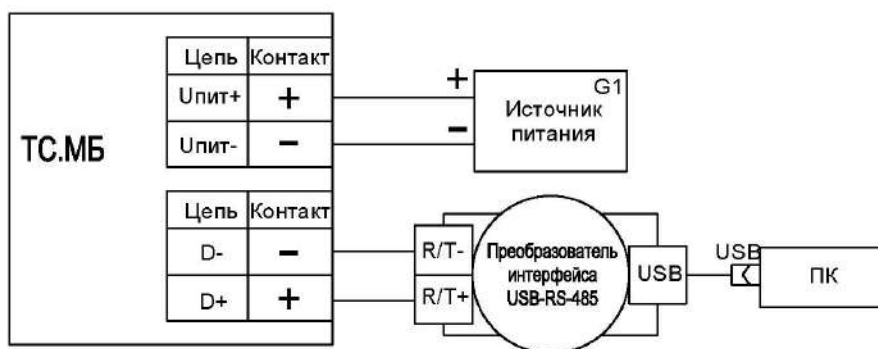 ТС.МБ
Цепь Контакт
Uпит+ +
Uпит- -
+
-
G1
Источник
питания
Цепь Контакт
D- -
D+ +
R/T-
R/T+
Преобразователь
интерфейса
USB-RS-485
USB
USB
ПК